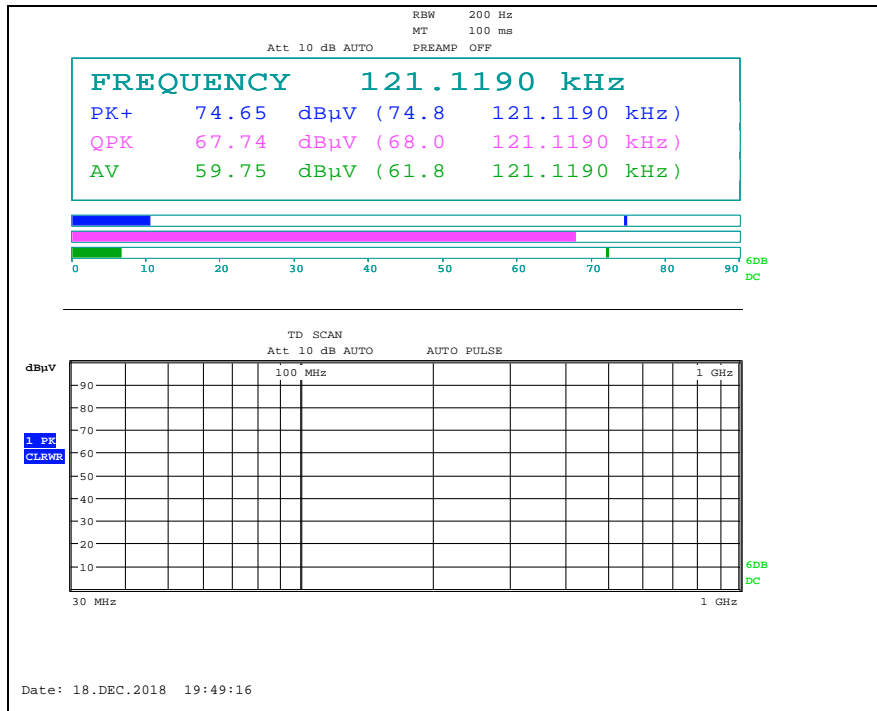 RBW 200 Hz
MT 100 ms
Att 10 dB AUTO PREAMP OFF
FREQUENCY 121.1190 kHz
PK+ 74.65 dBµV (74.8 121.1190 kHz)
QPK 67.74 dBµV (68.0 121.1190 kHz)
AV 59.75 dBµV (61.8 121.1190 kHz)
0 10 20 30 40 50 60 70 80 90
6DB
DC
TD SCAN
Att 10 dB AUTO AUTO PULSE
dBµV
100 MHz 1 GHz
90
80
70
1 PK
CLRWR
60
50
40
30
20
10
6DB
DC
30 MHz 1 GHz
Date: 18.DEC.2018 19:49:16